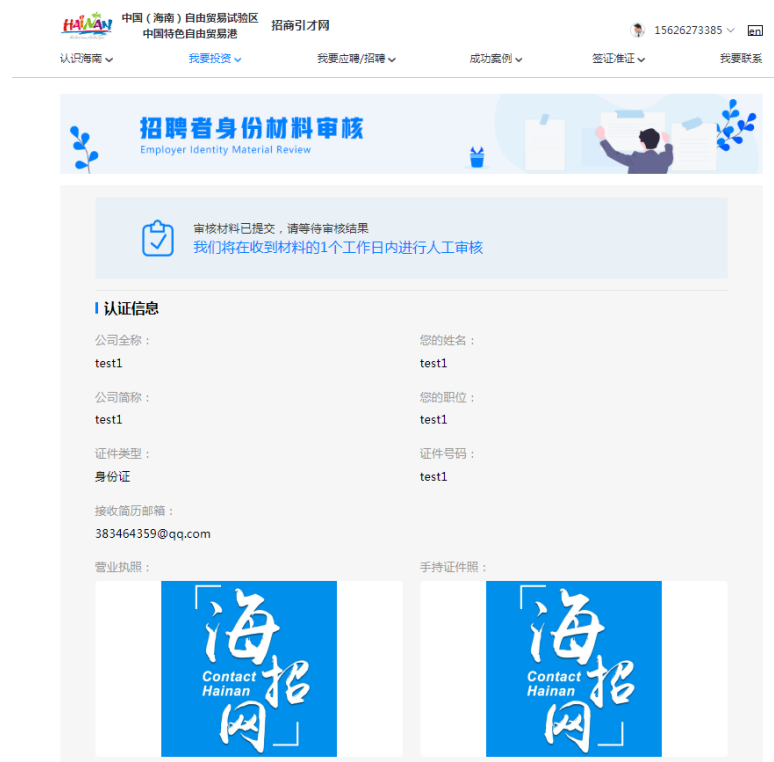 HAINAN
中国（海南）自由贸易试验区
中国特色自由贸易港
招商引才网
15626273385
en
认识海南
我要投资
我要应聘/招聘
成功案例
签证准证
我要联系
招聘者身份材料审核
Employer Identity Material Review
审核材料已提交，请等待审核结果
我们将在收到材料的1个工作日内进行人工审核
认证信息
公司全称：
您的姓名：
test1
test1
公司简称：
您的职位：
test1
test1
证件类型：
证件号码：
身份证
test1
接收简历邮箱：
383464359@qq.com
营业执照：
手持证件照：
海招网
Contact
Hainan
海招网
Contact
Hainan